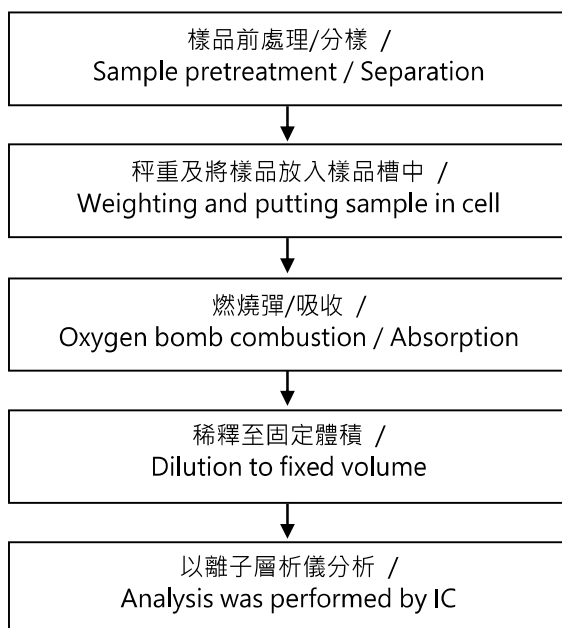 樣品前處理/分樣 /
Sample pretreatment / Separation
秤重及將樣品放入樣品槽中 /
Weighting and putting sample in cell
燃燒彈/吸收 /
Oxygen bomb combustion / Absorption
稀釋至固定體積 /
Dilution to fixed volume
以離子層析儀分析 /
Analysis was performed by IC